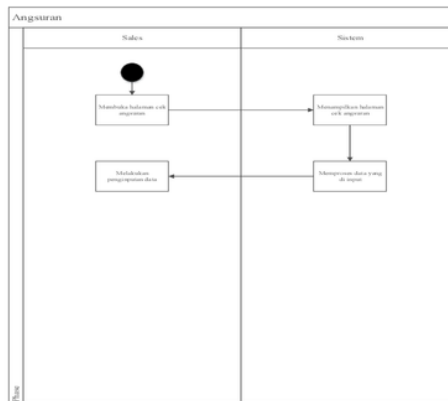 Angsuran
Sales
Sistem
Membuka halaman cek
angsuran
Menampilkan halaman
cek angsuran
Melakukan
penginputan data
Memproses data yang
di input
Phase